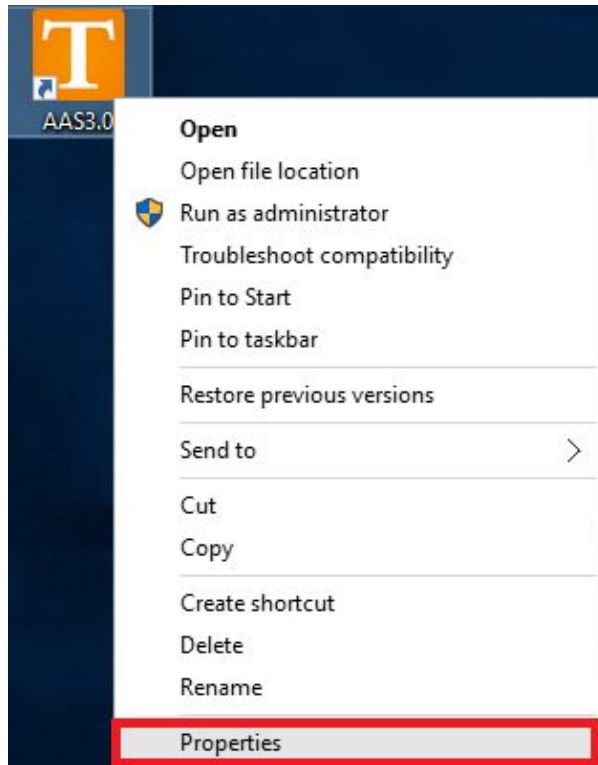 T
AAS3.0
Open
Open file location
Run as administrator
Troubleshoot compatibility
Pin to Start
Pin to taskbar
Restore previous versions
Send to
Cut
Copy
Create shortcut
Delete
Rename
Properties